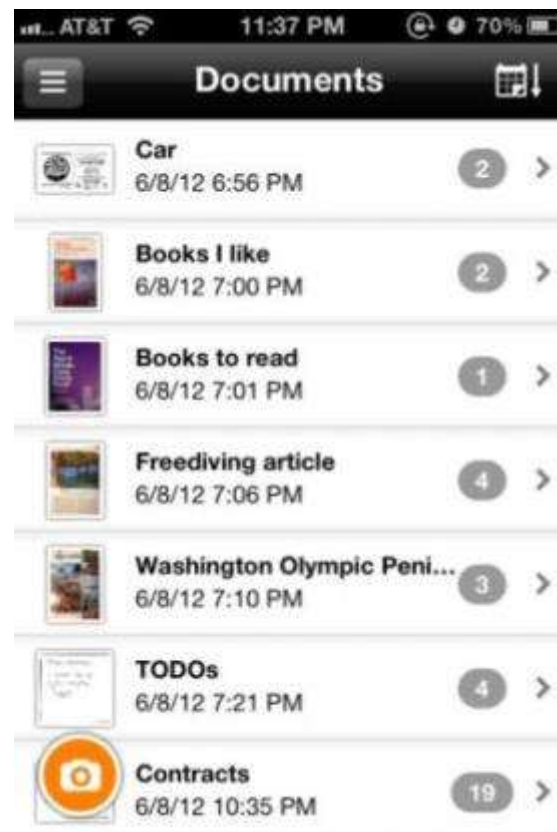 AT&T 11:37 PM 70%
Documents
Car
6/8/12 6:56 PM
2
Books I like
6/8/12 7:00 PM
2
Books to read
6/8/12 7:01 PM
1
Freediving article
6/8/12 7:06 PM
4
Washington Olympic Peni...
6/8/12 7:10 PM
3
TODOs
6/8/12 7:21 PM
4
Contracts
6/8/12 10:35 PM
19